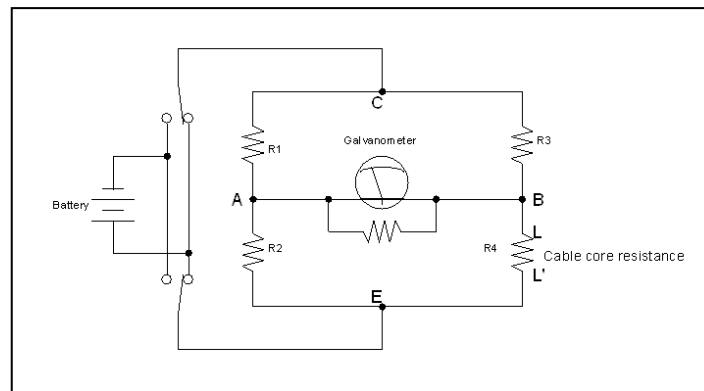 C
Galvanometer
R1
R3
A
B
Battery
L
R2
R4
Cable core resistance
L'
E